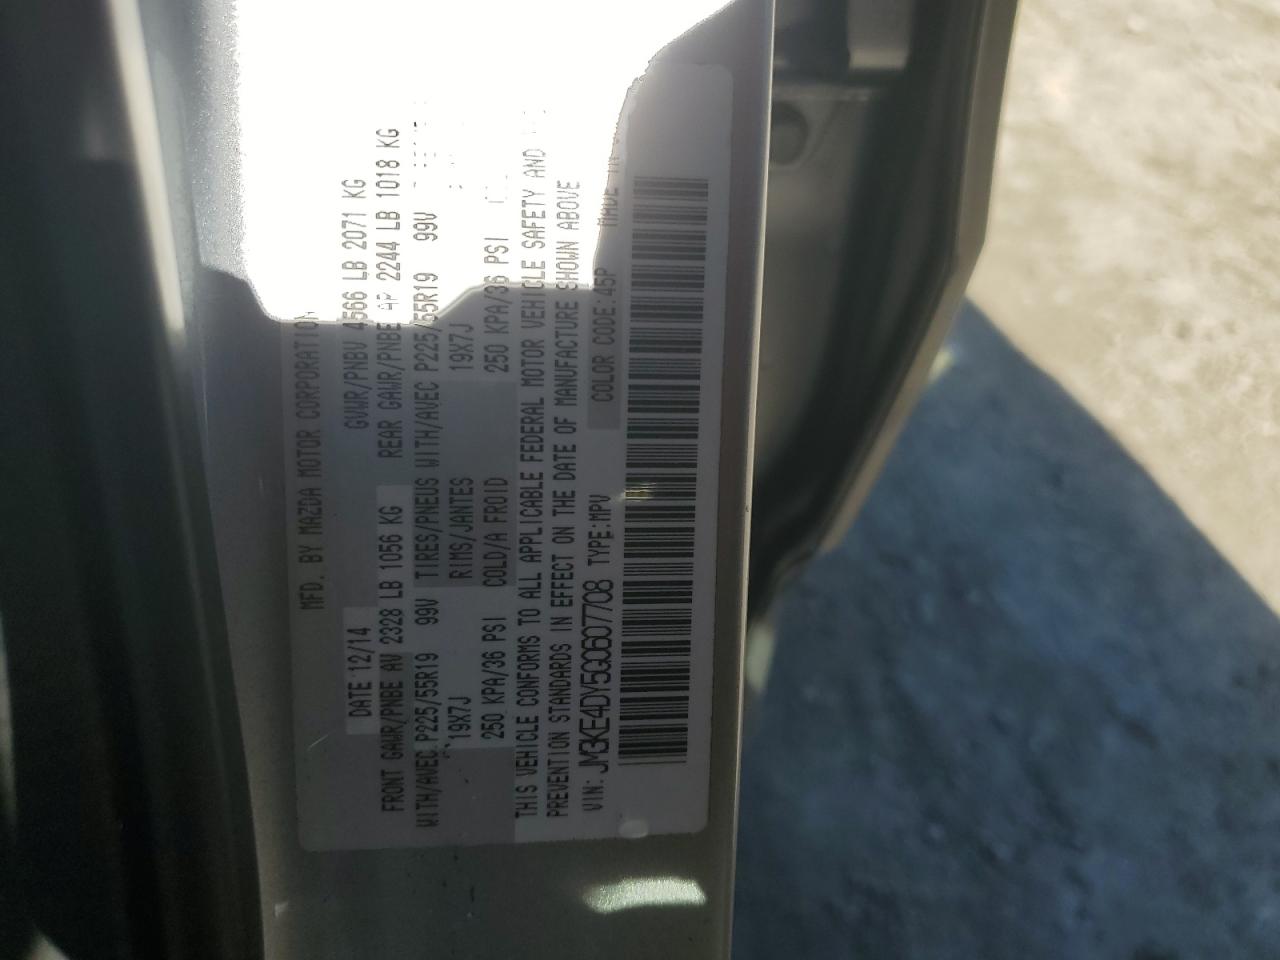 MFD. BY MAZDA MOTOR CORPORATION
DATE:12/14 GVWR/PNBV 4566 LB 2071 KG
FRONT GAWR/PNBE AV 2328 LB 1056 KG REAR GAWR/PNBE AR 2244 LB 1018 KG
WITH/AVEC P225/55R19 99V TIRES/PNEUS WITH/AVEC P225/55R19 99V
19X7J RIMS/JANTES 19X7J
250 KPA/36 PSI COLD/A FROID 250 KPA/36 PSI
THIS VEHICLE CONFORMS TO ALL APPLICABLE FEDERAL MOTOR VEHICLE SAFETY AND
PREVENTION STANDARDS IN EFFECT ON THE DATE OF MANUFACTURE SHOWN ABOVE
VIN: JM3KE4DY5G0607708 TYPE:MPV COLOR CODE:45P MADE IN